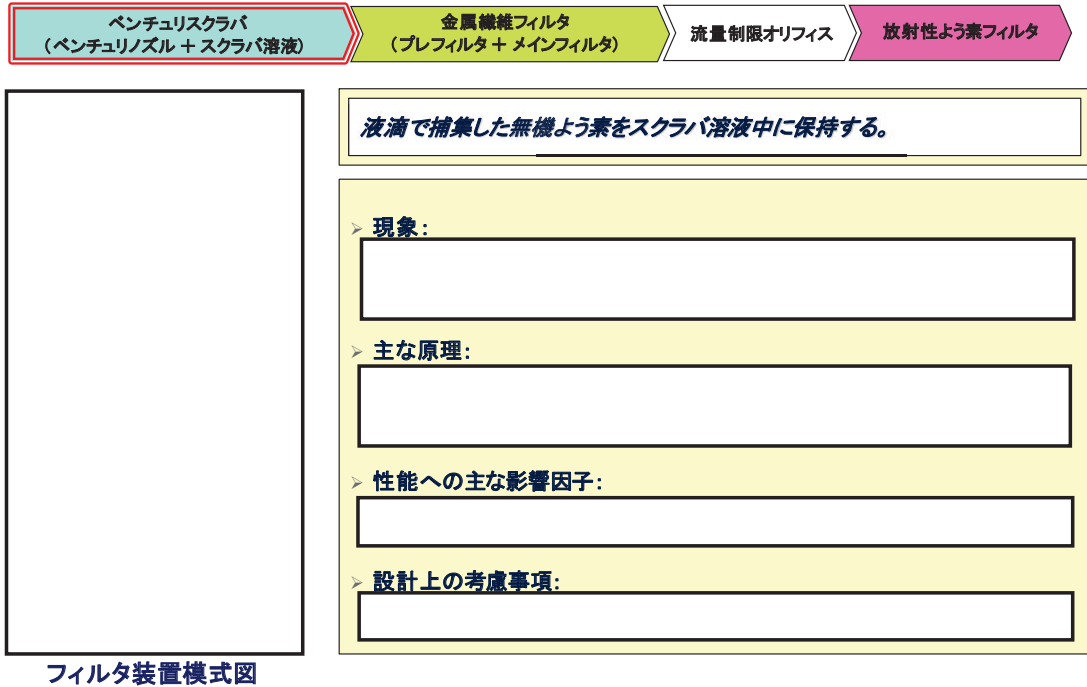 ベンチュリスクラバ
（ベンチュリノズル ＋ スクラバ溶液）
金属繊維フィルタ
（プレフィルタ＋ メインフィルタ）
流量制限オリフィス
放射性よう素フィルタ
液滴で捕集した無機よう素をスクラバ溶液中に保持する。
➢ 現象：
➢ 主な原理：
➢ 性能への主な影響因子：
➢ 設計上の考慮事項：
フィルタ装置模式図